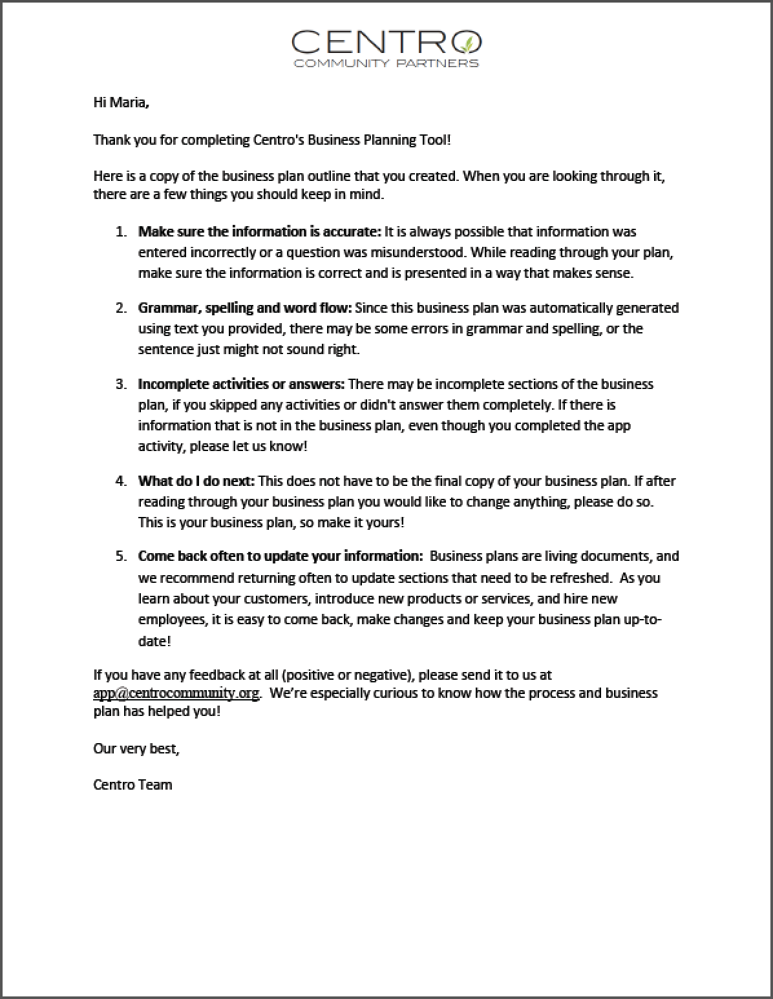 CENTRO
COMMUNITY PARTNERS
Hi Maria,
Thank you for completing Centro's Business Planning Tool!
Here is a copy of the business plan outline that you created. When you are looking through it,
there are a few things you should keep in mind.
1. Make sure the information is accurate: It is always possible that information was
entered incorrectly or a question was misunderstood. While reading through your plan,
make sure the information is correct and is presented in a way that makes sense.
2. Grammar, spelling and word flow: Since this business plan was automatically generated
using text you provided, there may be some errors in grammar and spelling, or the
sentence just might not sound right.
3. Incomplete activities or answers: There may be incomplete sections of the business
plan, if you skipped any activities or didn't answer them completely. If there is
information that is not in the business plan, even though you completed the app
activity, please let us know!
4. What do I do next: This does not have to be the final copy of your business plan. If after
reading through your business plan you would like to change anything, please do so.
This is your business plan, so make it yours!
5. Come back often to update your information:  Business plans are living documents, and
we recommend returning often to update sections that need to be refreshed.  As you
learn about your customers, introduce new products or services, and hire new
employees, it is easy to come back, make changes and keep your business plan up-to-
date!
If you have any feedback at all (positive or negative), please send it to us at
app@centrocommunity.org.  We’re especially curious to know how the process and business
plan has helped you!
Our very best,
Centro Team